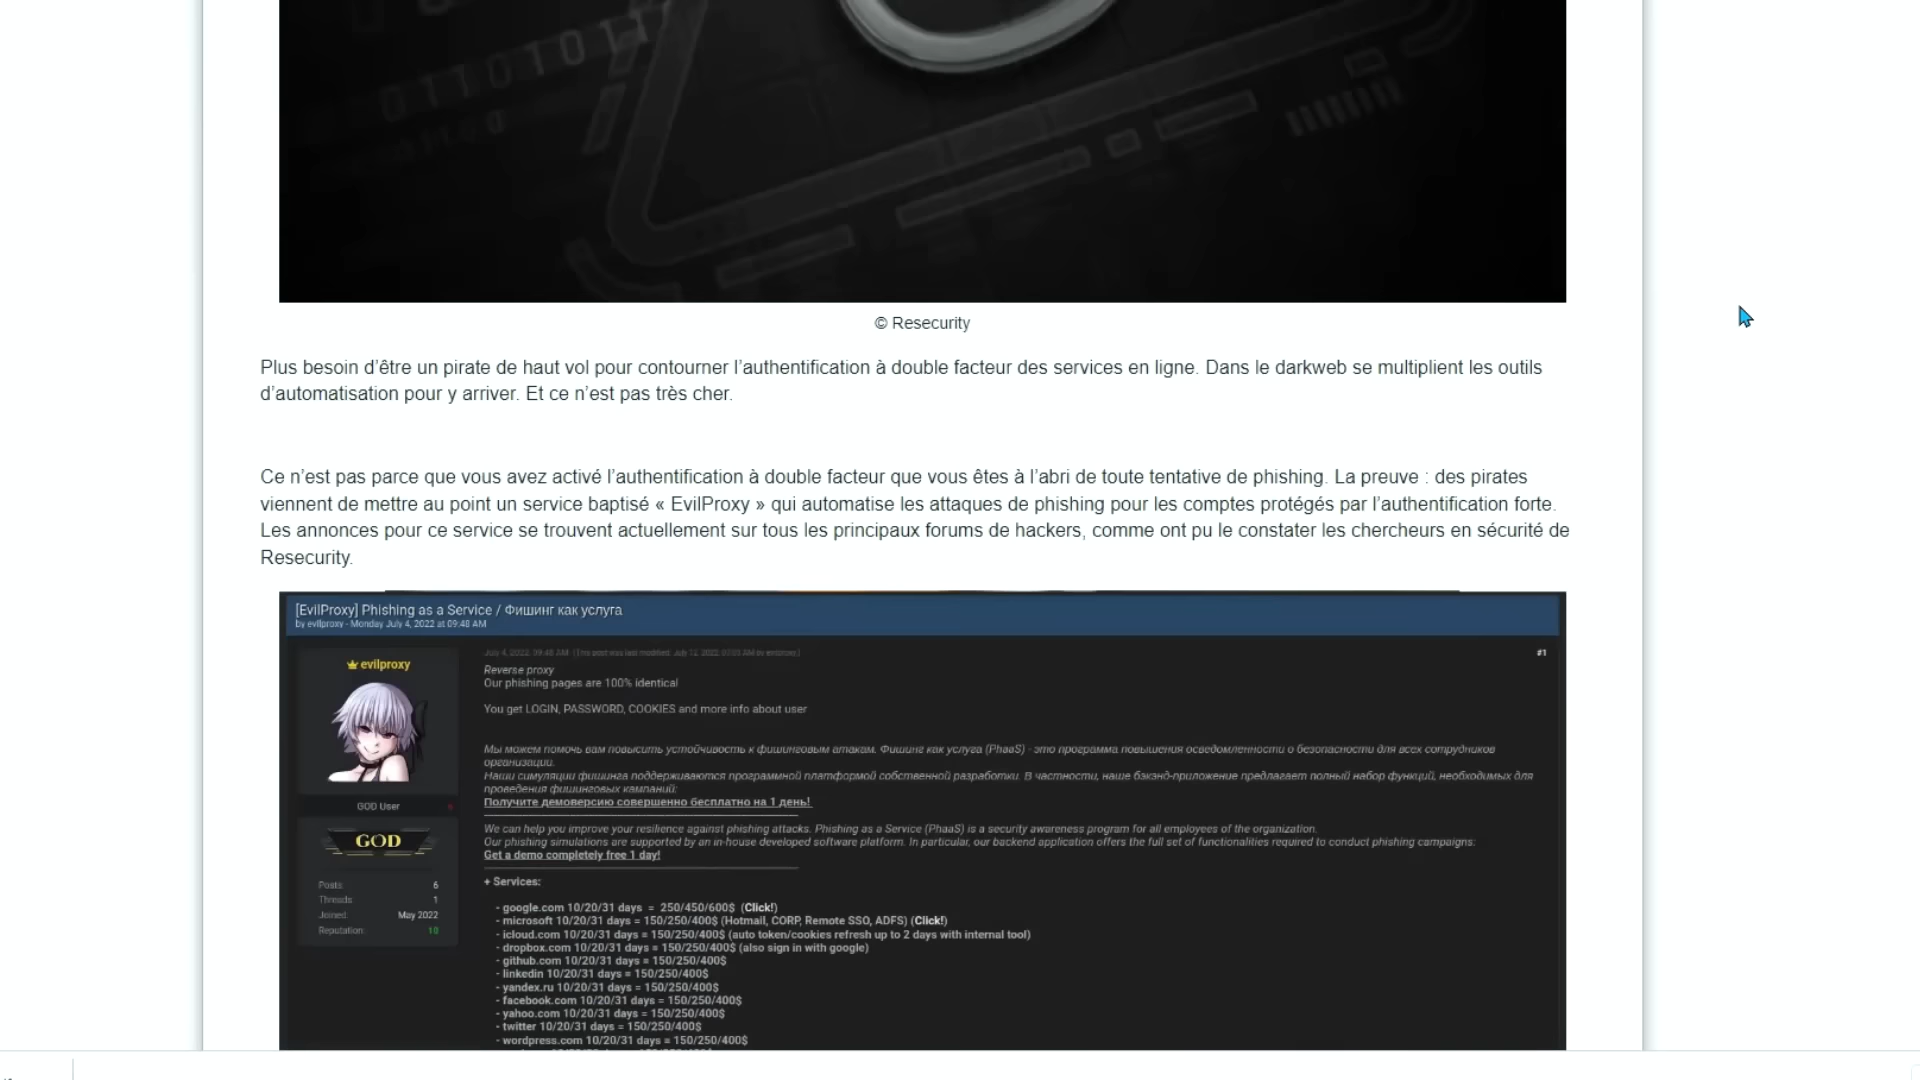 © Resecurity
Plus besoin d’être un pirate de haut vol pour contourner l’authentification à double facteur des services en ligne. Dans le darkweb se multiplient les outils
d’automatisation pour y arriver. Et ce n’est pas très cher.
Ce n’est pas parce que vous avez activé l’authentification à double facteur que vous êtes à l’abri de toute tentative de phishing. La preuve : des pirates
viennent de mettre au point un service baptisé « EvilProxy » qui automatise les attaques de phishing pour les comptes protégés par l’authentification forte.
Les annonces pour ce service se trouvent actuellement sur tous les principaux forums de hackers, comme ont pu le constater les chercheurs en sécurité de
Resecurity.
[EvilProxy] Phishing as a Service / Фишинг как услуга
by evilproxy - Monday July 4, 2022 at 09:48 AM
evilproxy
GOD User
GOD
Posts: 6
Threads: 1
Joined: May 2022
Reputation: 10
July 4, 2022, 09:48 AM (This post was last modified: July 12, 2022, by evilproxy)
#1
Reverse proxy
Our phishing pages are 100% identical
You get LOGIN, PASSWORD, COOKIES and more info about user
Мы можем помочь вам повысить устойчивость к фишинговым атакам. Фишинг как услуга (PhaaS) - это программа повышения осведомленности о безопасности для всех сотрудников
организации.
Наши симуляции фишинга поддерживаются программной платформой собственной разработки. В частности, наше бэкэнд-приложение предлагает полный набор функций, необходимых для
проведения фишинговых кампаний:
Получите демоверсию совершенно бесплатно на 1 день!
We can help you improve your resilience against phishing attacks. Phishing as a Service (PhaaS) is a security awareness program for all employees of the organization.
Our phishing simulations are supported by an in-house developed software platform. In particular, our backend application offers the full set of functionalities required to conduct phishing campaigns:
Get a demo completely free 1 day!
+ Services:
- google.com 10/20/31 days = 250/450/600$ (Click!)
- microsoft 10/20/31 days = 150/250/400$ (Hotmail, CORP, Remote SSO, ADFS) (Click!)
- icloud.com 10/20/31 days = 150/250/400$ (auto token/cookies refresh up to 2 days with internal tool)
- dropbox.com 10/20/31 days = 150/250/400$ (also sign in with google)
- github.com 10/20/31 days = 150/250/400$
- linkedin 10/20/31 days = 150/250/400$
- yandex.ru 10/20/31 days = 150/250/400$
- facebook.com 10/20/31 days = 150/250/400$
- yahoo.com 10/20/31 days = 150/250/400$
- twitter 10/20/31 days = 150/250/400$
- wordpress.com 10/20/31 days = 150/250/400$